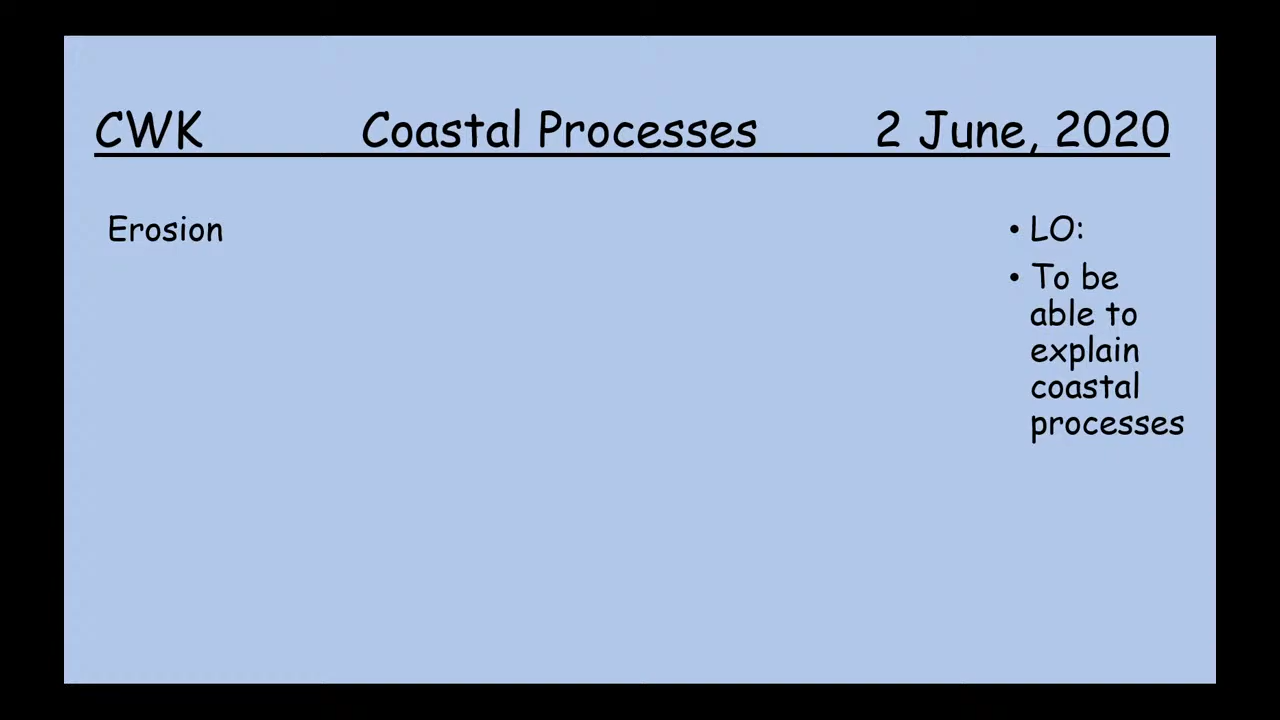 CWK Coastal Processes 2 June, 2020
Erosion
• LO:
• To be
able to
explain
coastal
processes